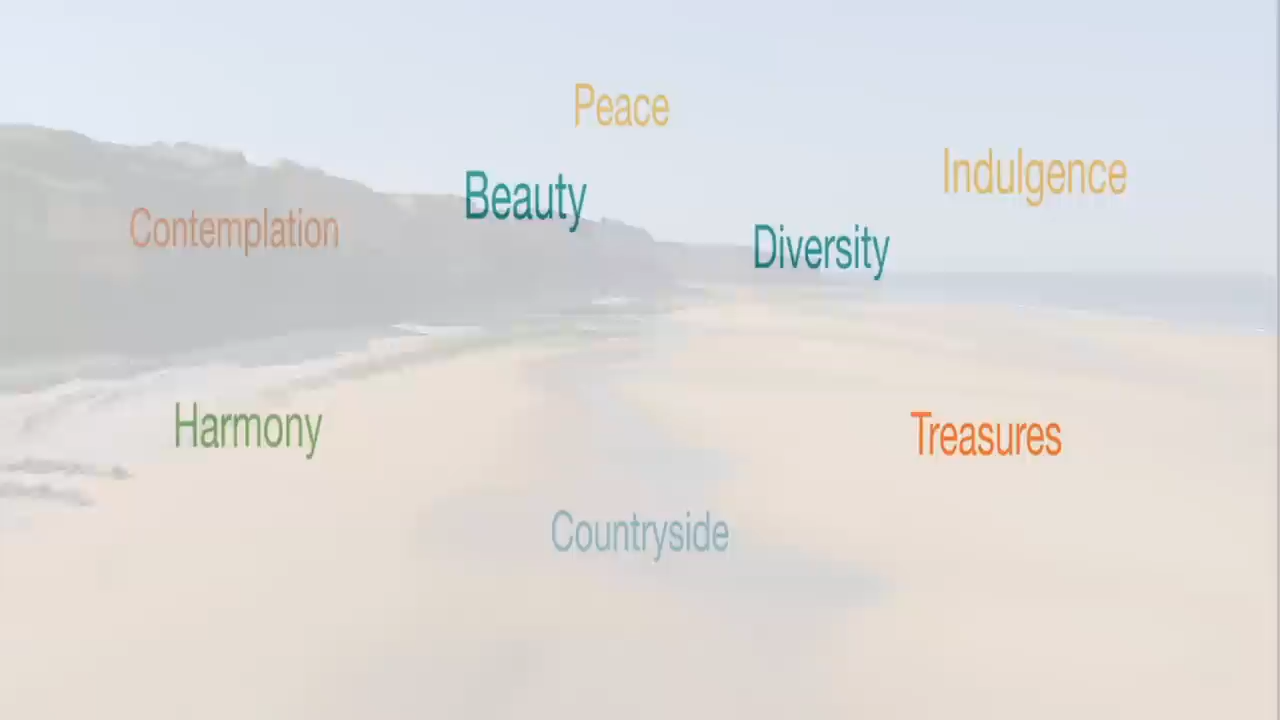 Peace
Indulgence
Beauty
Contemplation
Diversity
Harmony
Treasures
Countryside